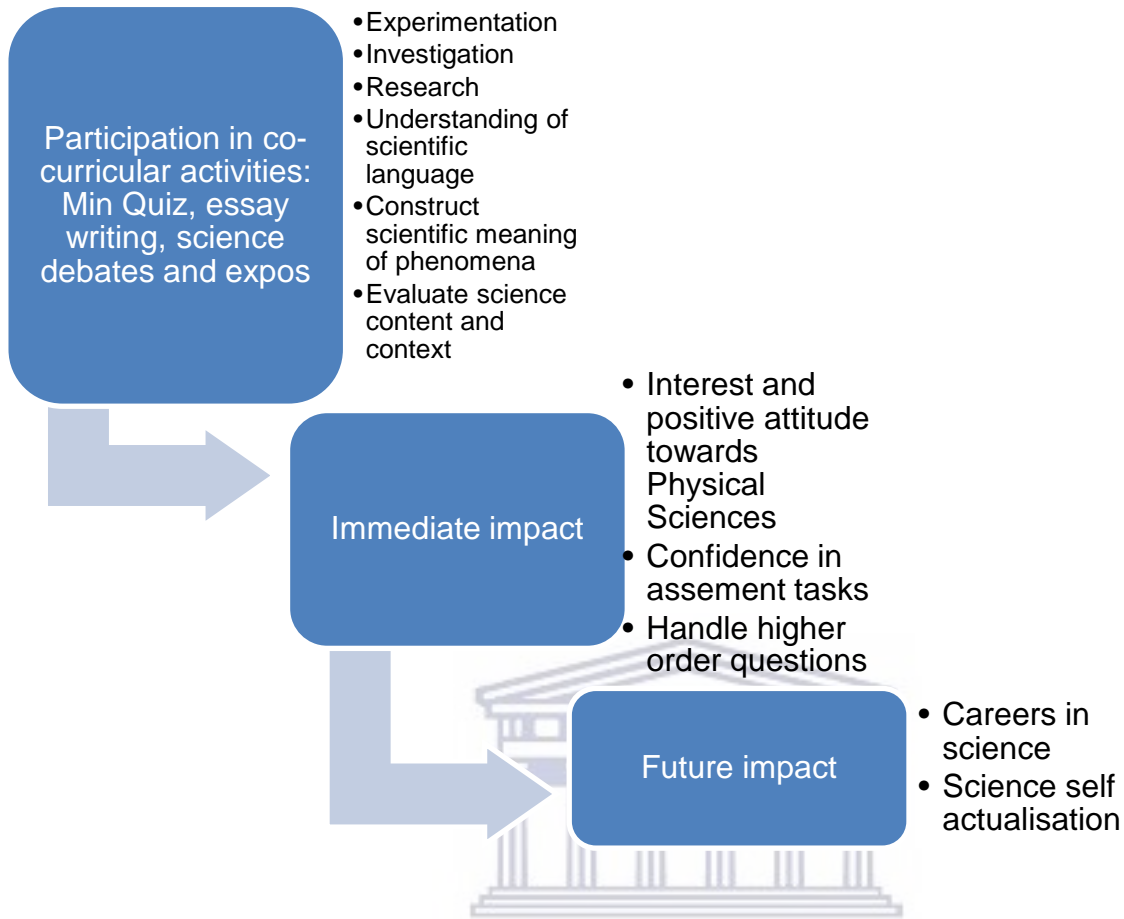 Participation in co-
curricular activities:
Min Quiz, essay
writing, science
debates and expos
•Experimentation
•Investigation
•Research
•Understanding of
scientific
language
•Construct
scientific meaning
of phenomena
•Evaluate science
content and
context
Immediate impact
• Interest and
positive attitude
towards
Physical
Sciences
• Confidence in
assement tasks
• Handle higher
order questions
Future impact
• Careers in
science
• Science self
actualisation